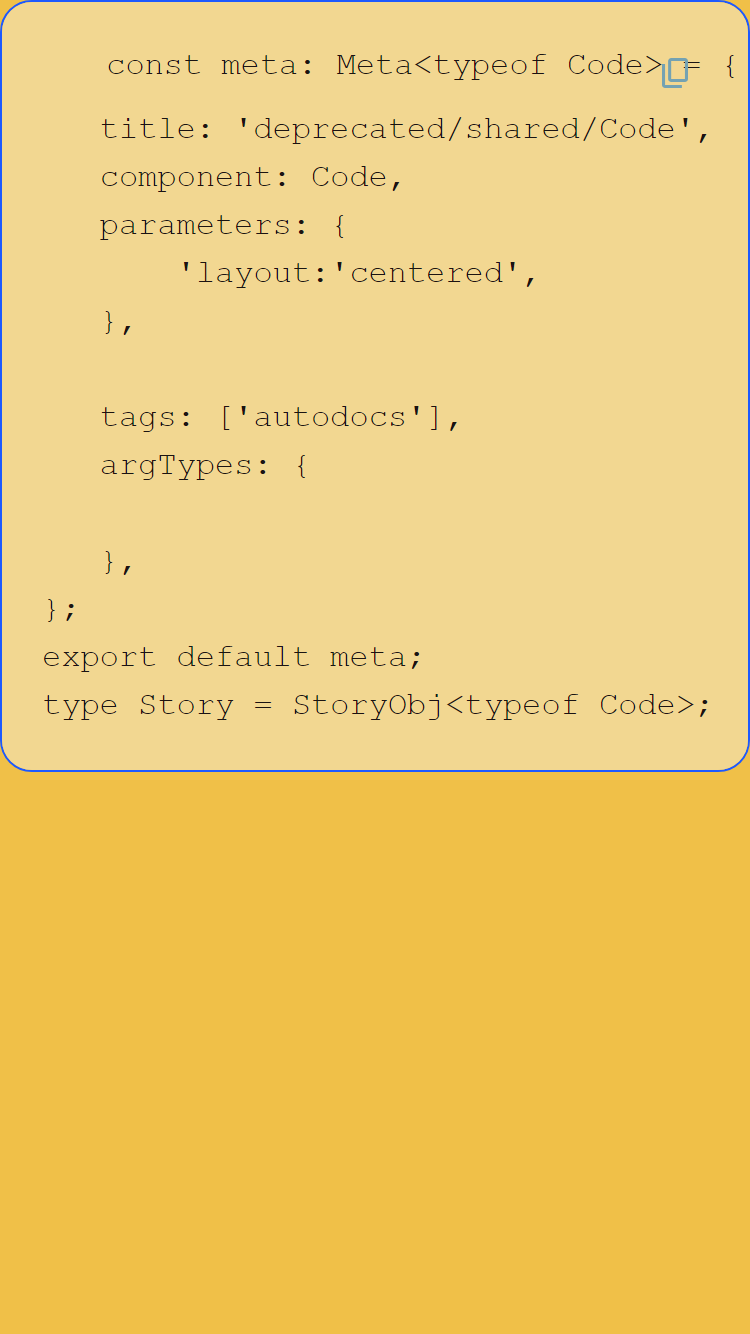 const meta: Meta<typeof Code> = {
title: 'deprecated/shared/Code',
component: Code,
parameters: {
'layout:'centered',
},
tags: ['autodocs'],
argTypes: {
},
};
export default meta;
type Story = StoryObj<typeof Code>;